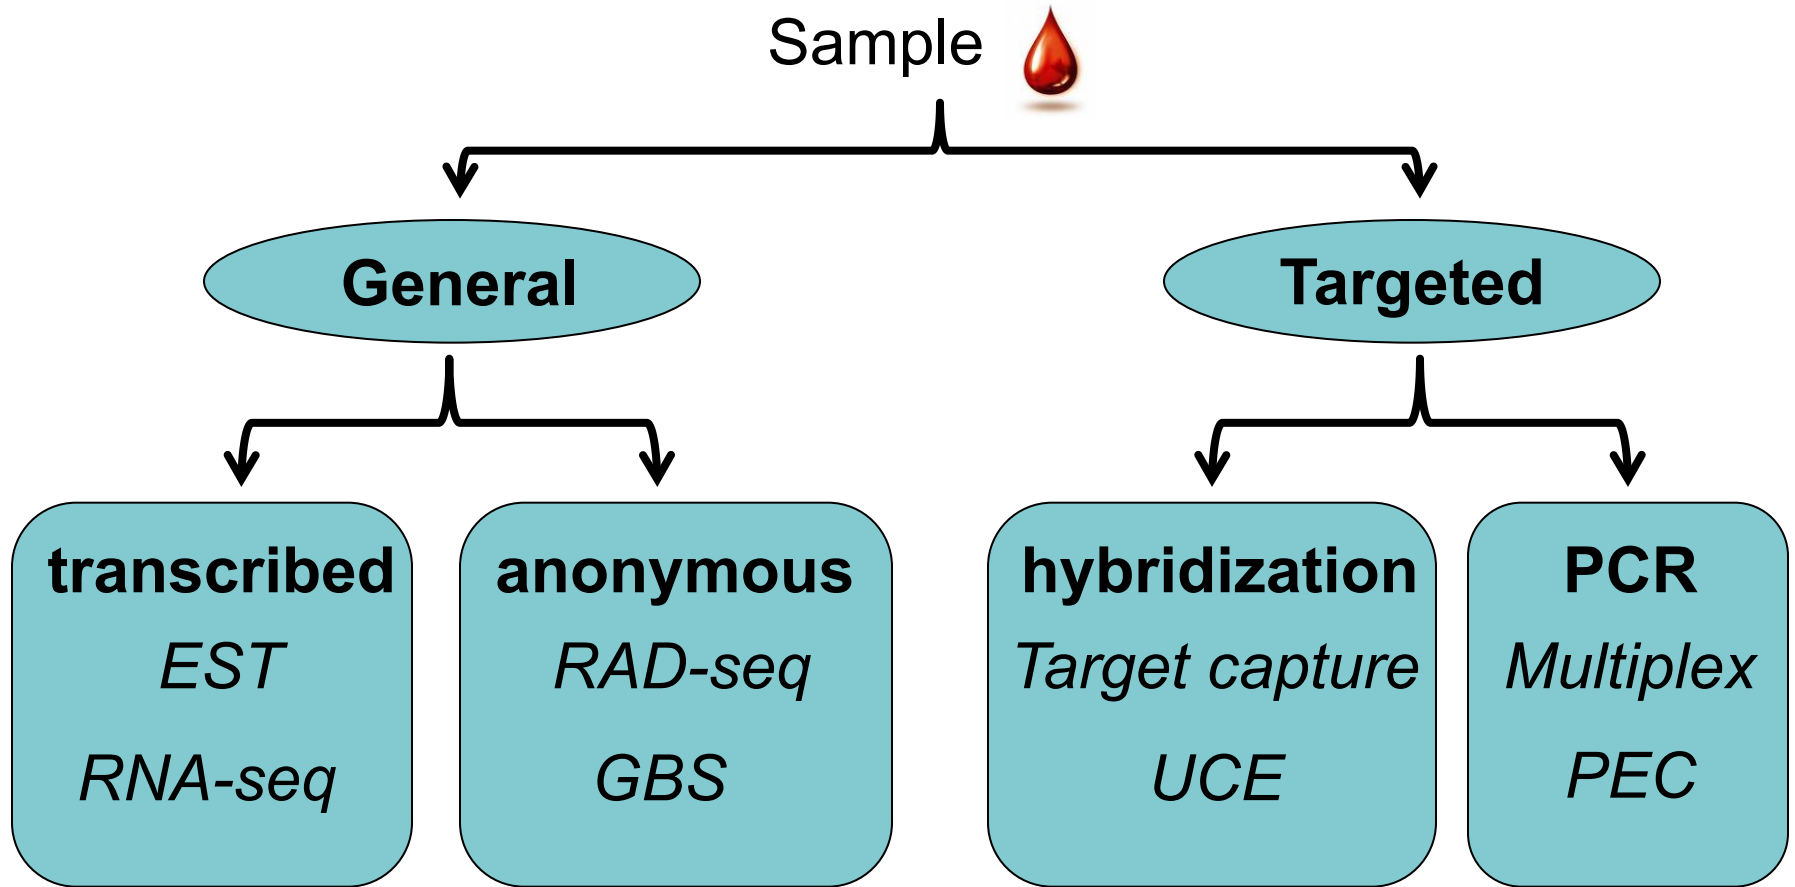 Sample
General
Targeted
transcribed
EST
RNA-seq
anonymous
RAD-seq
GBS
hybridization
Target capture
UCE
PCR
Multiplex
PEC